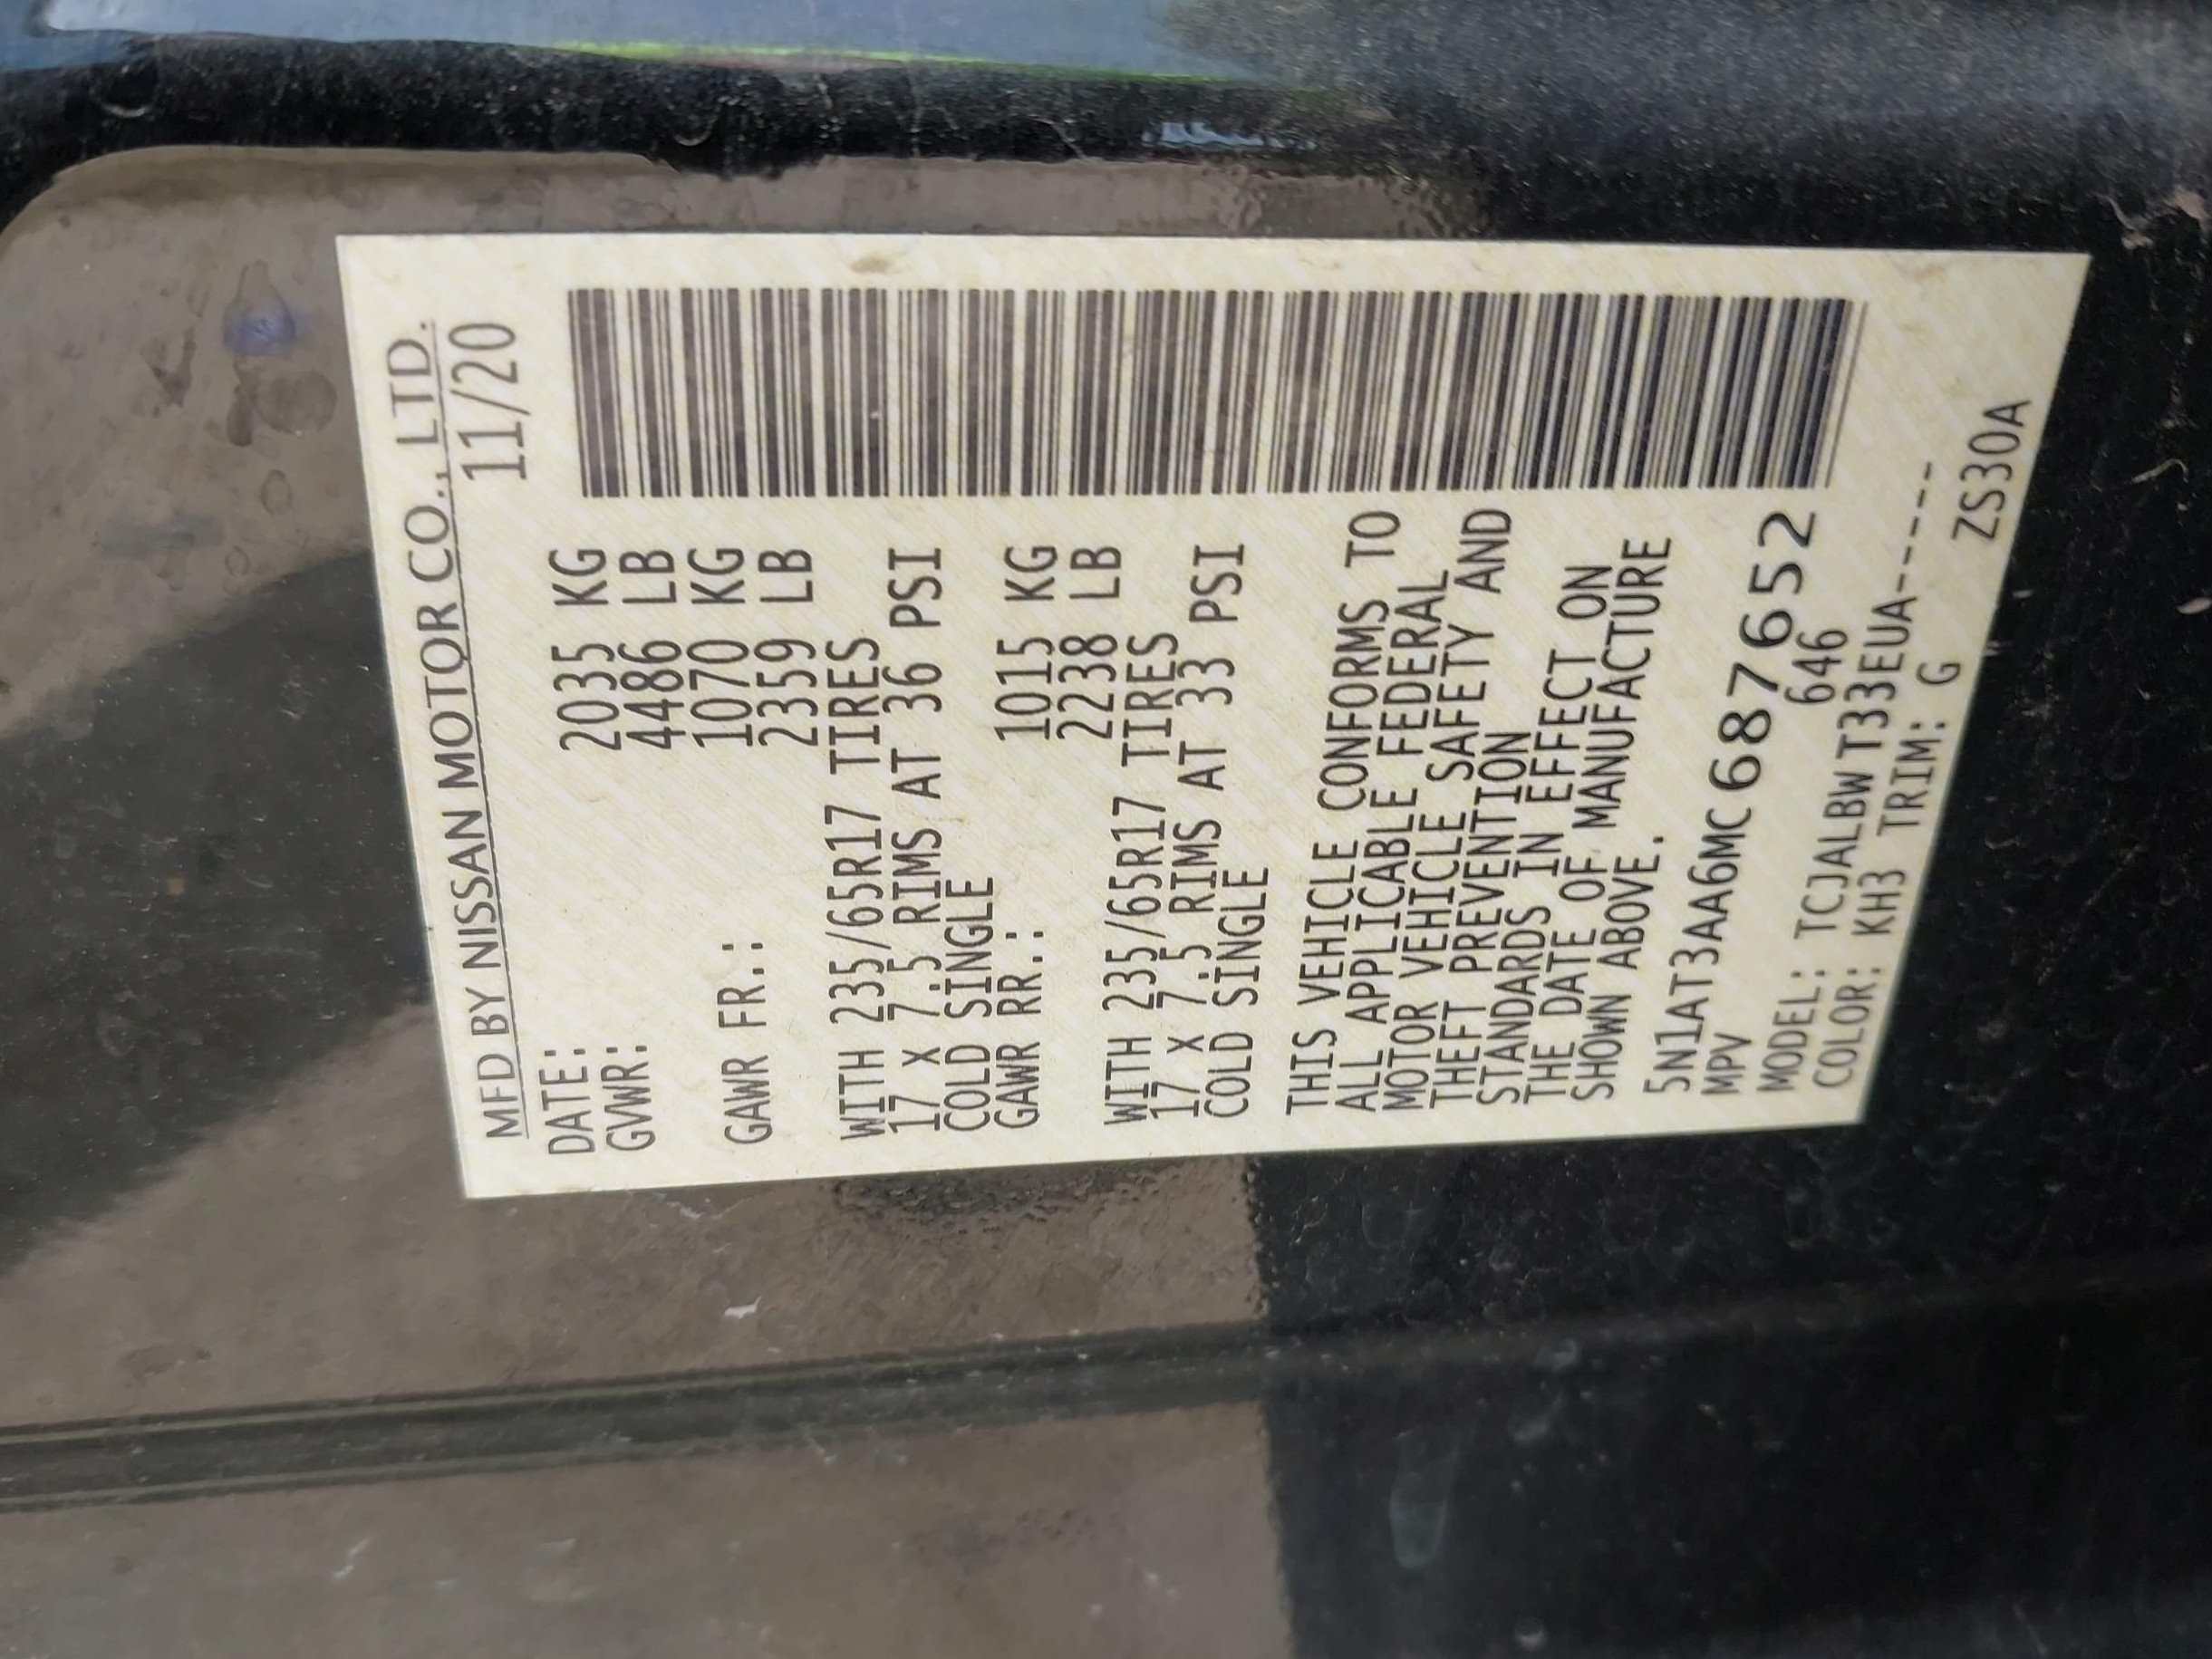 MFD BY NISSAN MOTOR CO., LTD.
DATE: 11/20
GVWR: 2035 KG
4486 LB
GAWR FR.: 1070 KG
2359 LB
WITH 235/65R17 TIRES
17 X 7.5 RIMS AT 36 PSI
COLD SINGLE
GAWR RR.: 1015 KG
2238 LB
WITH 235/65R17 TIRES
17 X 7.5 RIMS AT 33 PSI
COLD SINGLE
THIS VEHICLE CONFORMS TO
ALL APPLICABLE FEDERAL
MOTOR VEHICLE SAFETY AND
THEFT PREVENTION
STANDARDS IN EFFECT ON
THE DATE OF MANUFACTURE
SHOWN ABOVE.
5N1AT3AA6MC687652
MPV 646
MODEL: TCJALBWT33EUA-----
COLOR: KH3 TRIM: G
ZS30A